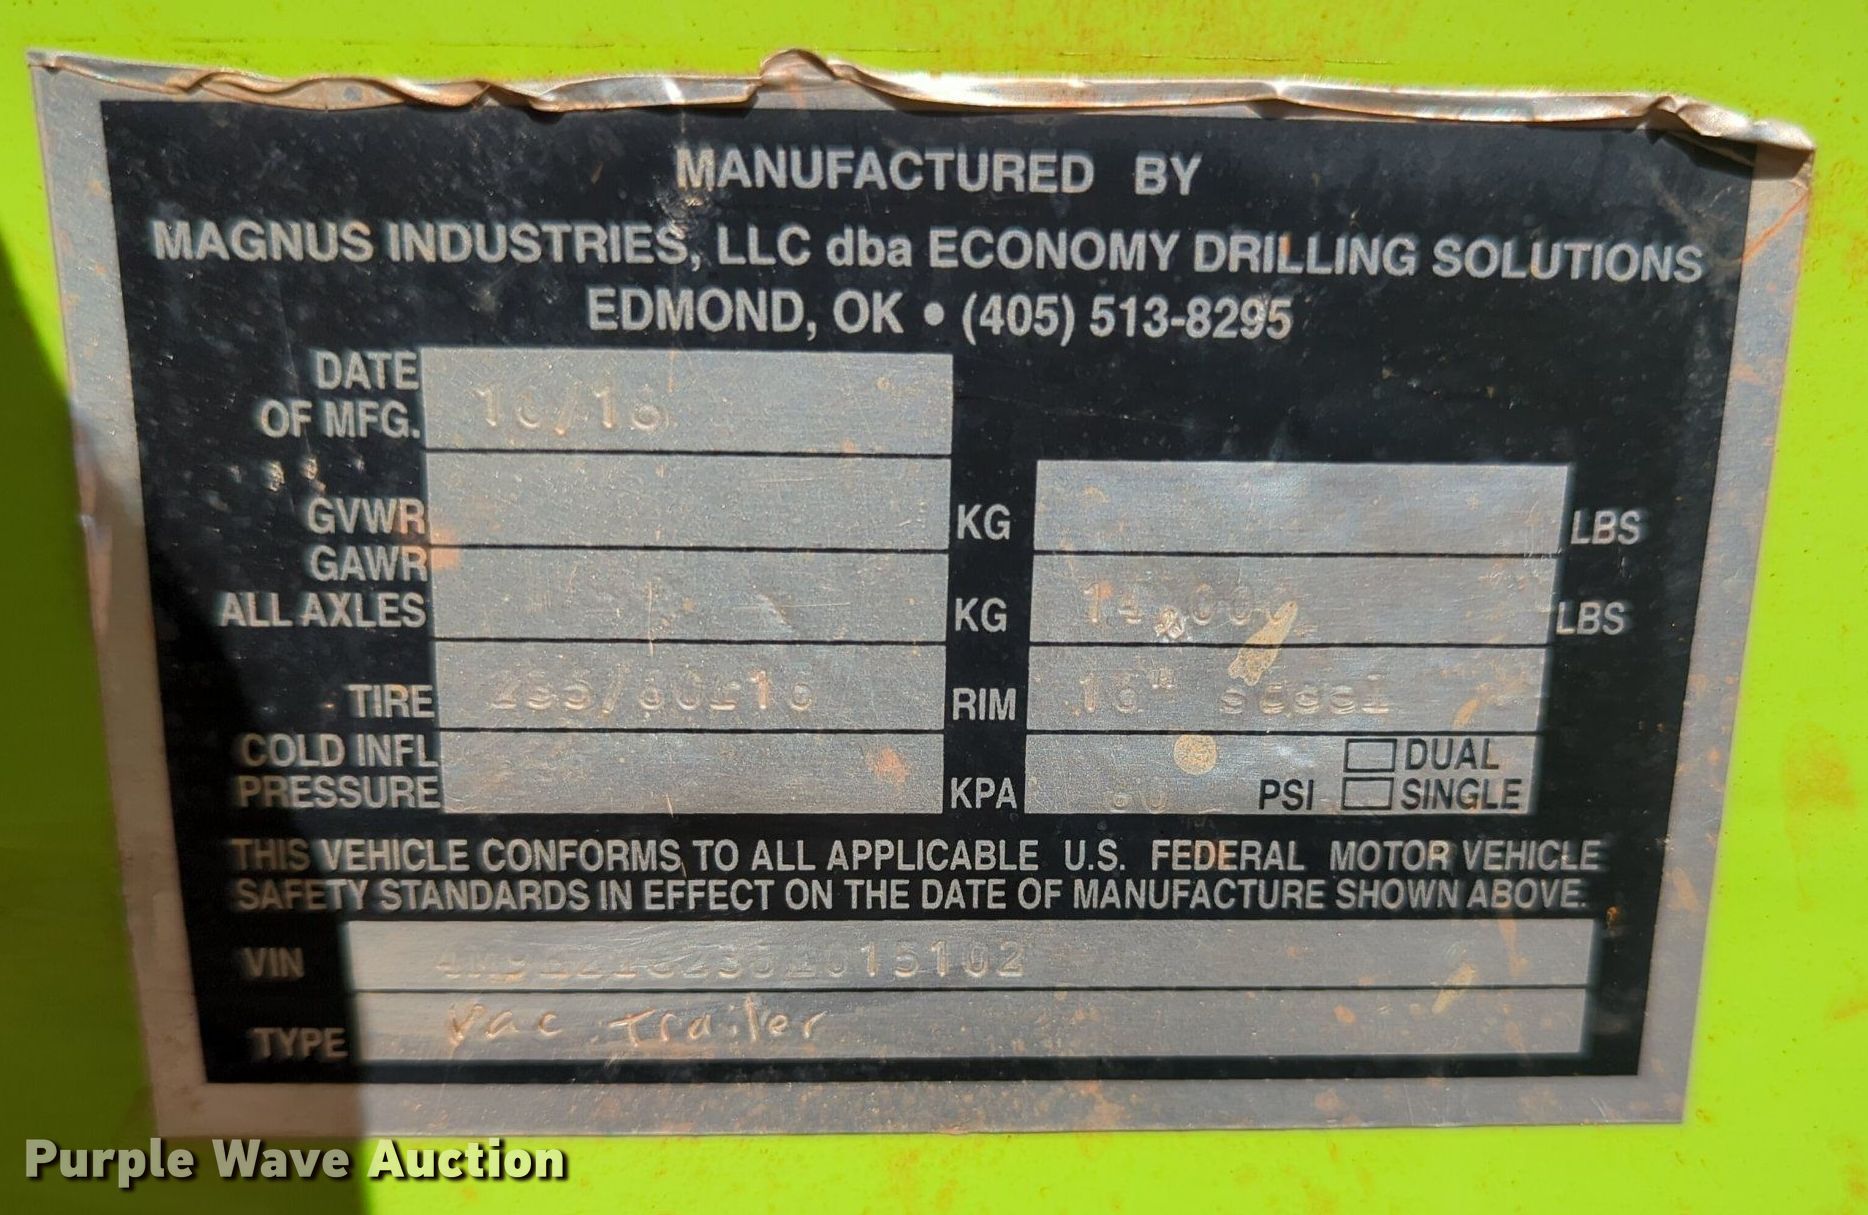 MANUFACTURED BY
MAGNUS INDUSTRIES, LLC dba ECONOMY DRILLING SOLUTIONS
EDMOND, OK • (405) 513-8295
DATE
OF MFG.
GVWR KG LBS
GAWR
ALL AXLES KG LBS
TIRE RIM 16" steel
COLD INFL
PRESSURE KPA 80 PSI DUAL
SINGLE
THIS VEHICLE CONFORMS TO ALL APPLICABLE U.S. FEDERAL MOTOR VEHICLE
SAFETY STANDARDS IN EFFECT ON THE DATE OF MANUFACTURE SHOWN ABOVE.
VIN
TYPE Vac Trailer
Purple Wave Auction